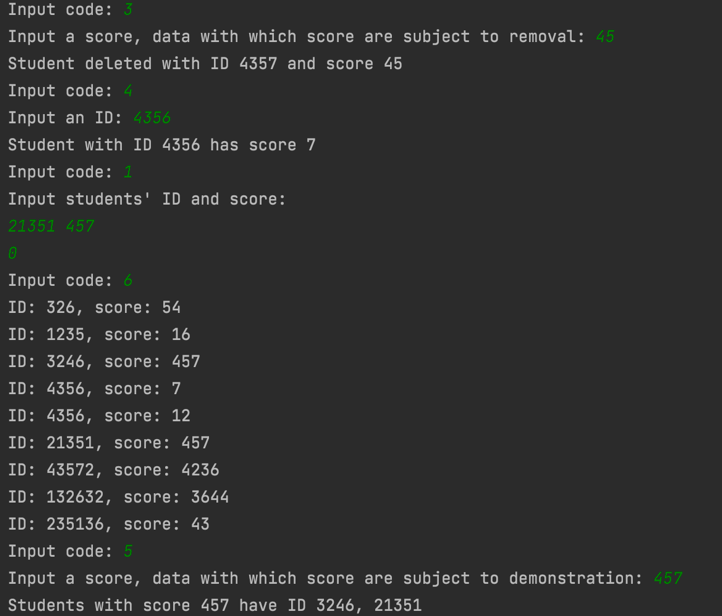 Input code: 3
Input a score, data with which score are subject to removal: 45
Student deleted with ID 4357 and score 45
Input code: 4
Input an ID: 4356
Student with ID 4356 has score 7
Input code: 1
Input students' ID and score:
21351 457
0
Input code: 6
ID: 326, score: 54
ID: 1235, score: 16
ID: 3246, score: 457
ID: 4356, score: 7
ID: 4356, score: 12
ID: 21351, score: 457
ID: 43572, score: 4236
ID: 132632, score: 3644
ID: 235136, score: 43
Input code: 5
Input a score, data with which score are subject to demonstration: 457
Students with score 457 have ID 3246, 21351